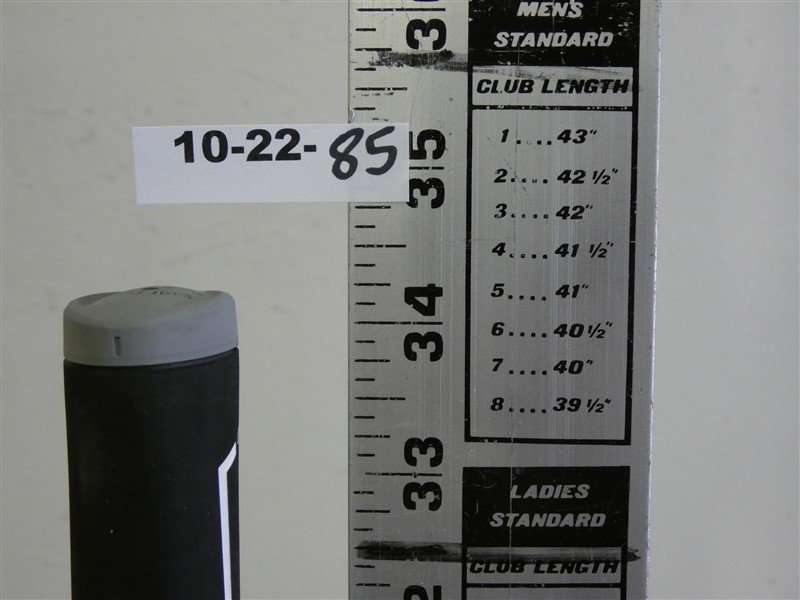 10-22-85
36
35
34
33
MEN'S
STANDARD
CLUB LENGTH
1....43"
2....42 1/2"
3....42"
4....41 1/2"
5....41"
6....40 1/2"
7....40"
8....39 1/2"
LADIES
STANDARD
CLUB LENGTH